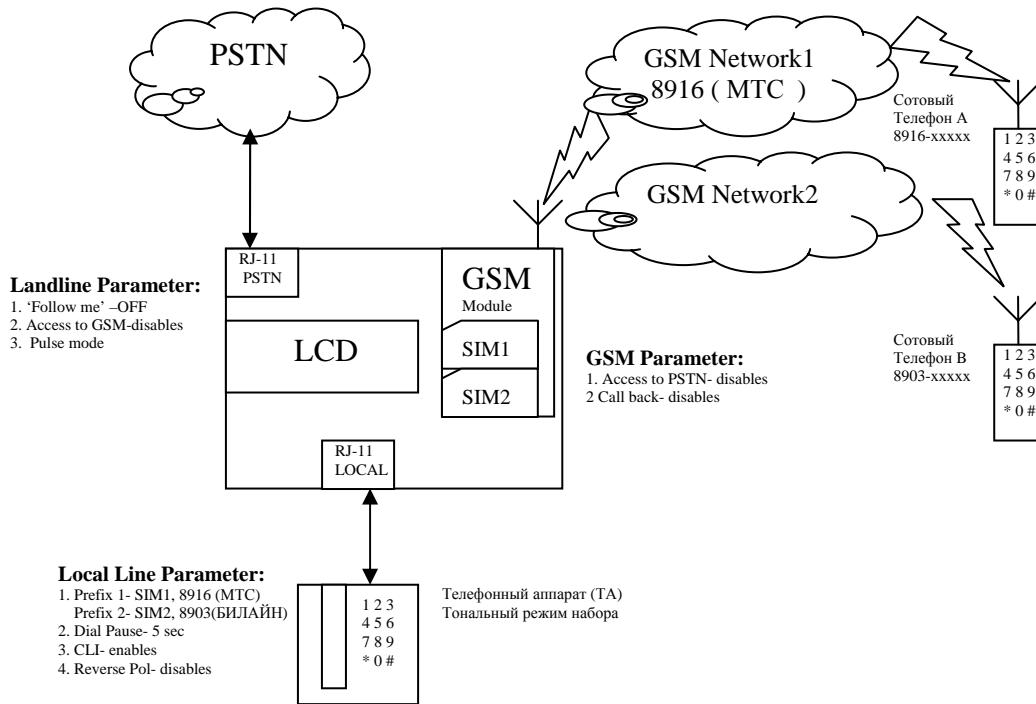 PSTN
GSM Network1
8916 ( МТС )
Сотовый
Телефон А
8916-xxxxx
1 2 3
4 5 6
7 8 9
* 0 #
GSM Network2
RJ-11
PSTN
GSM
Module
LCD
SIM1
SIM2
Landline Parameter:
1. ‘Follow me’ –OFF
2. Access to GSM-disables
3. Pulse mode
GSM Parameter:
1. Access to PSTN- disables
2 Call back- disables
Сотовый
Телефон В
8903-xxxxx
1 2 3
4 5 6
7 8 9
* 0 #
RJ-11
LOCAL
Local Line Parameter:
1. Prefix 1- SIM1, 8916 (МТС)
Prefix 2- SIM2, 8903(БИЛАЙН)
2. Dial Pause- 5 sec
3. CLI- enables
4. Reverse Pol- disables
1 2 3
4 5 6
7 8 9
* 0 #
Телефонный аппарат (ТА)
Тональный режим набора